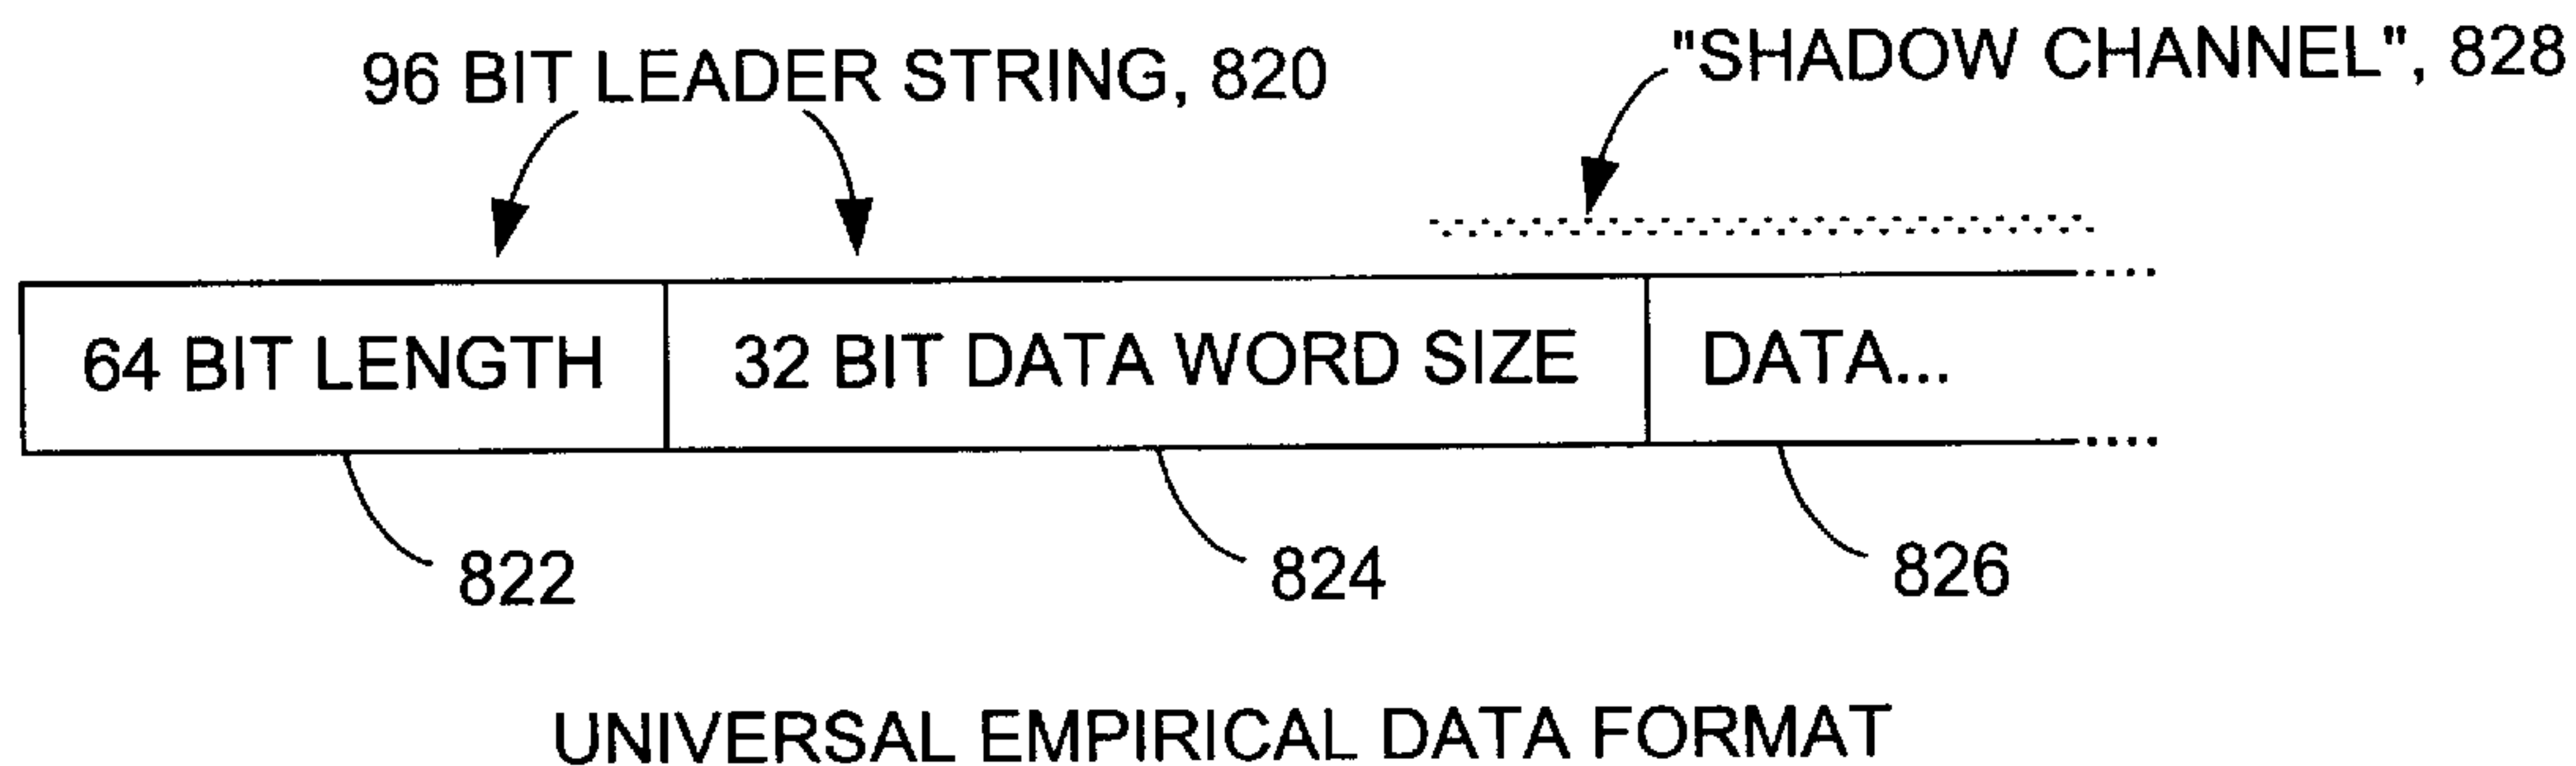 96 BIT LEADER STRING, 820
"SHADOW CHANNEL", 828
64 BIT LENGTH
32 BIT DATA WORD SIZE
DATA...
822
824
826
UNIVERSAL EMPIRICAL DATA FORMAT